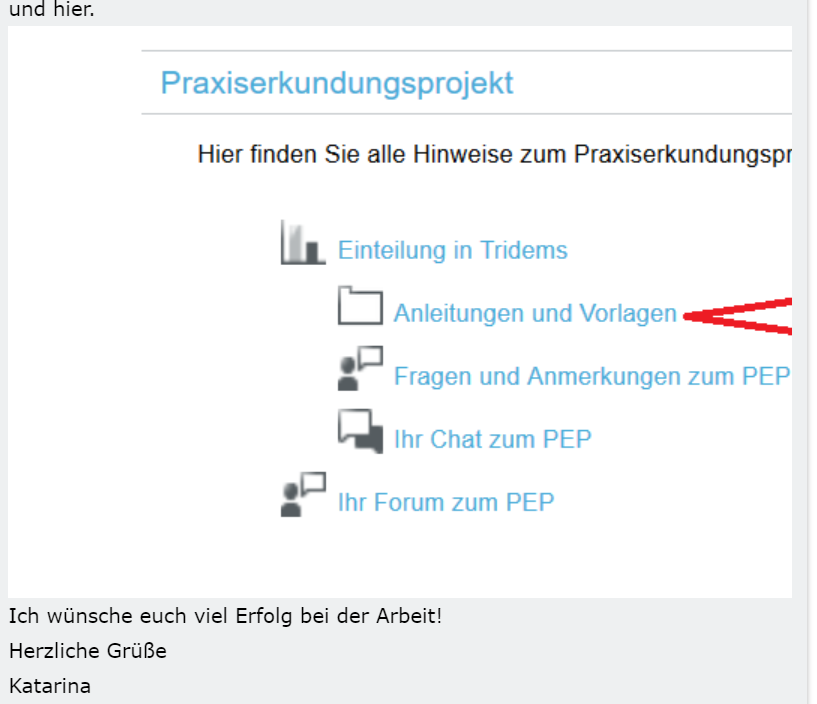 und hier.
Praxiserkundungsprojekt
Hier finden Sie alle Hinweise zum
Einteilung in Tridems
Anleitungen und Vorlagen
Fragen und Anmerkungen zum PEP
Ihr Chat zum PEP
Ihr Forum zum PEP
Ich wünsche euch viel Erfolg bei der Arbeit!
Herzliche Grüße
Katarina